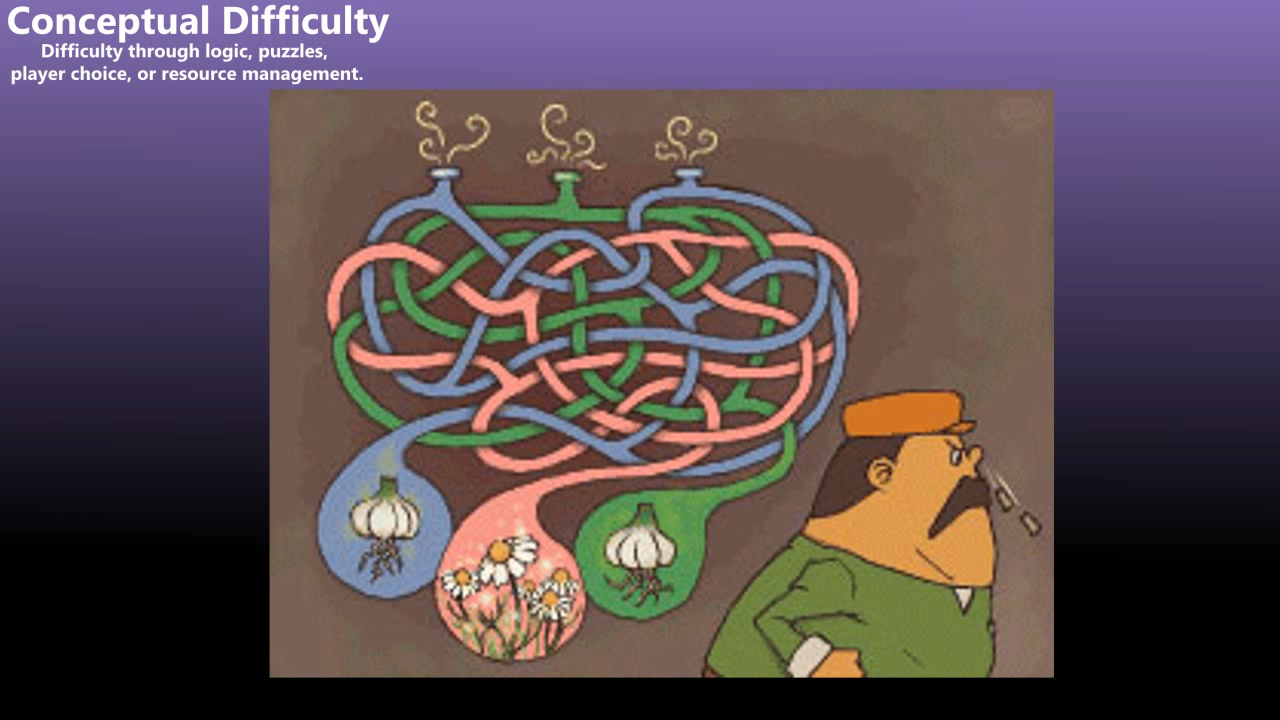 Conceptual Difficulty
Difficulty through logic, puzzles,
player choice, or resource management.